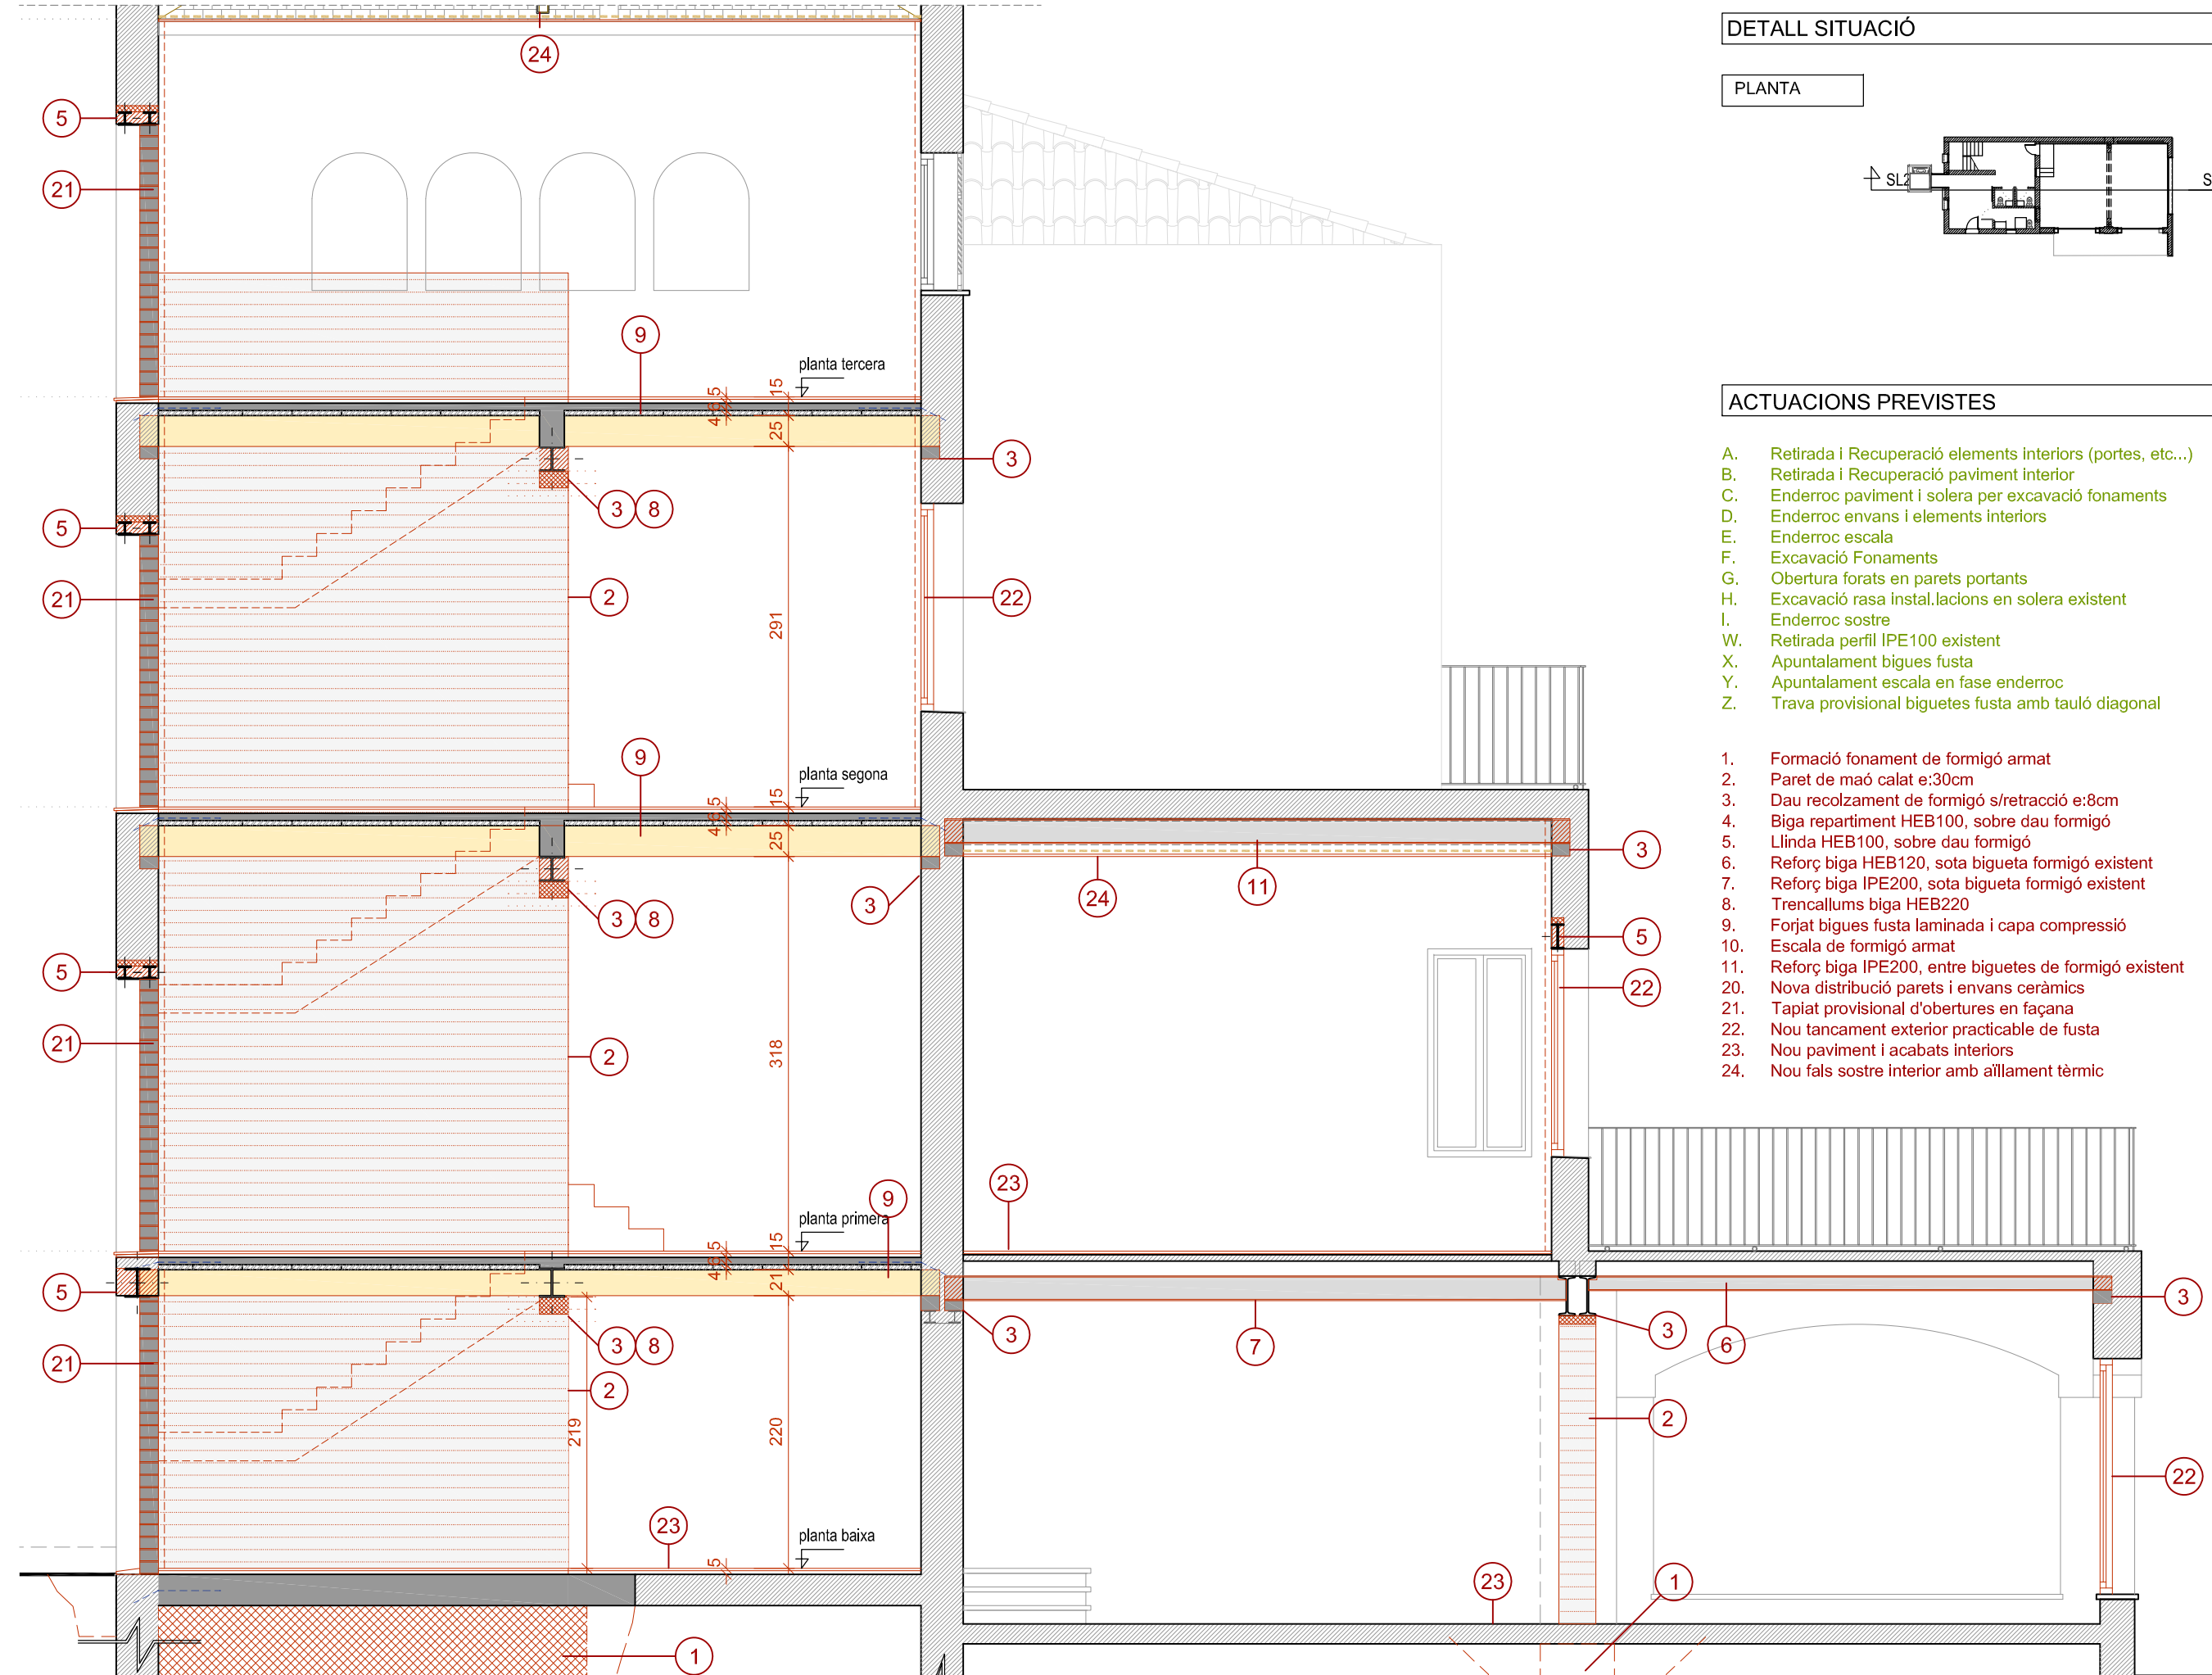 DETALL SITUACIÓ
PLANTA
SL2
S
ACTUACIONS PREVISTES
A. Retirada i Recuperació elements interiors (portes, etc...)
B. Retirada i Recuperació paviment interior
C. Enderroc paviment i solera per excavació fonaments
D. Enderroc envans i elements interiors
E. Enderroc escala
F. Excavació Fonaments
G. Obertura forats en parets portants
H. Excavació rasa instal.lacions en solera existent
I. Enderroc sostre
W. Retirada perfil IPE100 existent
X. Apuntalament bigues fusta
Y. Apuntalament escala en fase enderroc
Z. Trava provisional biguetes fusta amb tauló diagonal
1. Formació fonament de formigó armat
2. Paret de maó calat e:30cm
3. Dau recolzament de formigó s/retracció e:8cm
4. Biga repartiment HEB100, sobre dau formigó
5. Llinda HEB100, sobre dau formigó
6. Reforç biga HEB120, sota bigueta formigó existent
7. Reforç biga IPE200, sota bigueta formigó existent
8. Trencallums biga HEB220
9. Forjat bigues fusta laminada i capa compressió
10. Escala de formigó armat
11. Reforç biga IPE200, entre biguetes de formigó existent
20. Nova distribució parets i envans ceràmics
21. Tapiat provisional d'obertures en façana
22. Nou tancament exterior practicable de fusta
23. Nou paviment i acabats interiors
24. Nou fals sostre interior amb aïllament tèrmic
24
5
21
9
planta tercera
5
15
25
3
5
3 8
21
2
291
22
9
planta segona
5
15
25
3
3
24
11
3 8
5
5
22
21
2
318
23
9
planta primera
5
15
21
5
3
3
3 8
3
6
7
21
2
219
220
2
22
23
planta baixa
5
23
1
1